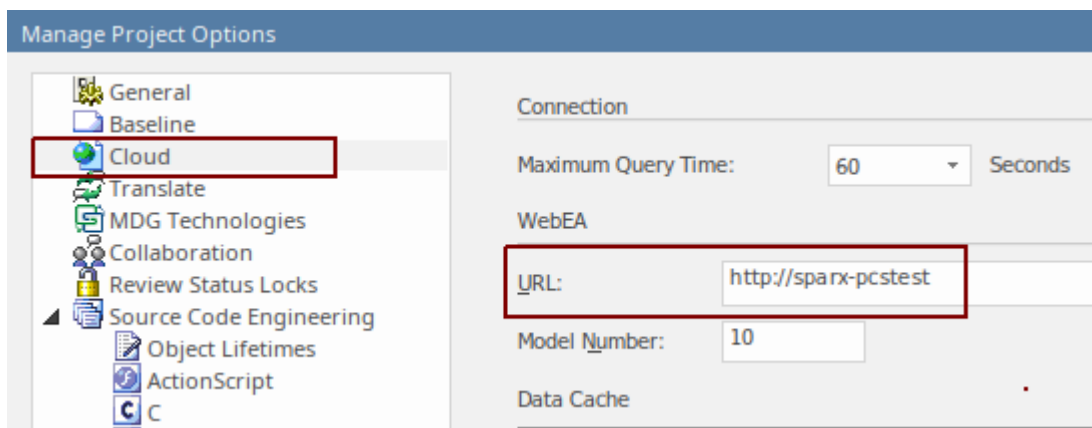 Manage Project Options
General
Baseline
Cloud
Translate
MDG Technologies
Collaboration
Review Status Locks
Source Code Engineering
Object Lifetimes
ActionScript
C
Connection
Maximum Query Time: 60 Seconds
WebEA
URL: http://sparx-pcstest
Model Number: 10
Data Cache